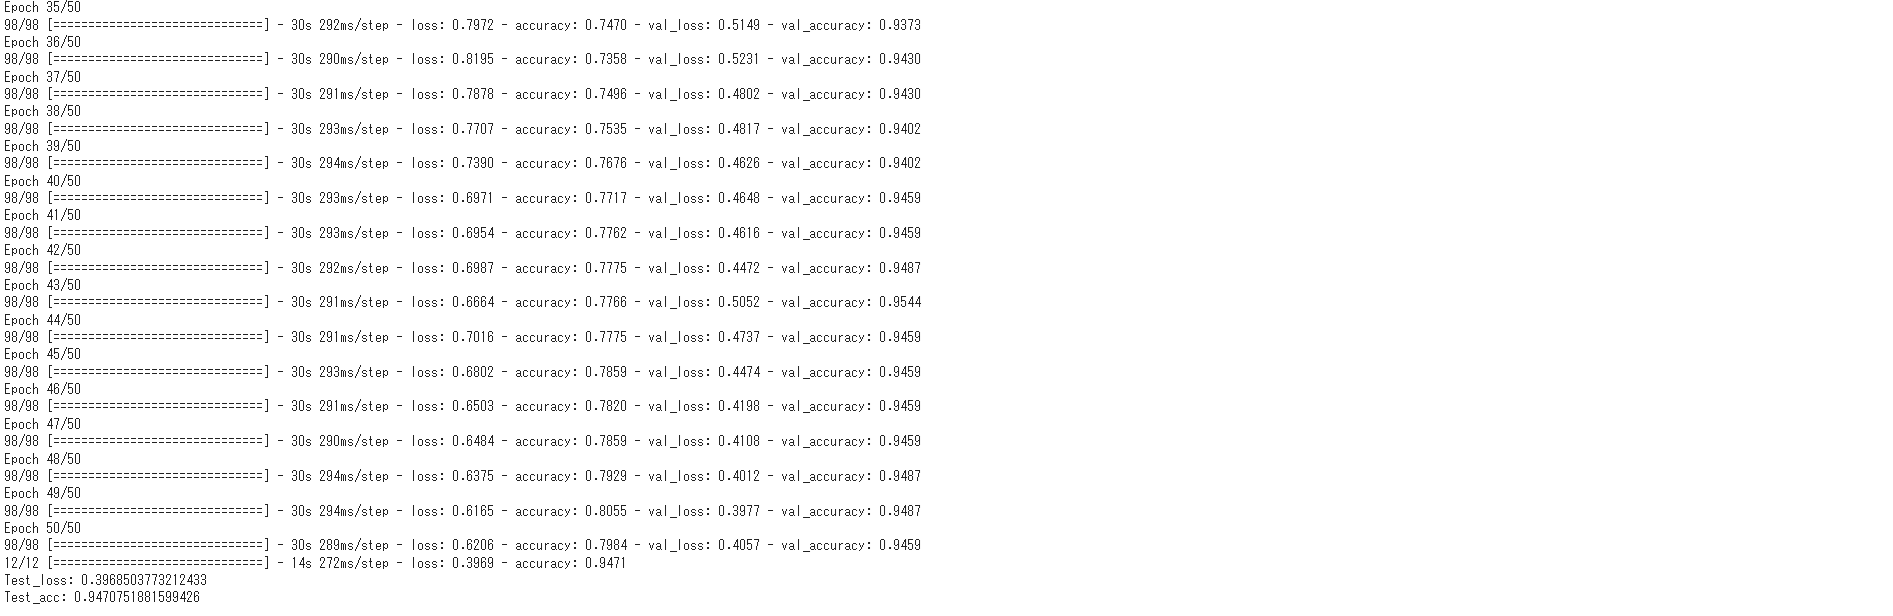 Epoch 35/50
98/98 [==============================] - 30s 292ms/step - loss: 0.7972 - accuracy: 0.7470 - val_loss: 0.5149 - val_accuracy: 0.9373
Epoch 36/50
98/98 [==============================] - 30s 290ms/step - loss: 0.8195 - accuracy: 0.7358 - val_loss: 0.5231 - val_accuracy: 0.9430
Epoch 37/50
98/98 [==============================] - 30s 291ms/step - loss: 0.7878 - accuracy: 0.7496 - val_loss: 0.4802 - val_accuracy: 0.9430
Epoch 38/50
98/98 [==============================] - 30s 293ms/step - loss: 0.7707 - accuracy: 0.7535 - val_loss: 0.4817 - val_accuracy: 0.9402
Epoch 39/50
98/98 [==============================] - 30s 294ms/step - loss: 0.7390 - accuracy: 0.7676 - val_loss: 0.4626 - val_accuracy: 0.9402
Epoch 40/50
98/98 [==============================] - 30s 293ms/step - loss: 0.6971 - accuracy: 0.7717 - val_loss: 0.4648 - val_accuracy: 0.9459
Epoch 41/50
98/98 [==============================] - 30s 293ms/step - loss: 0.6954 - accuracy: 0.7762 - val_loss: 0.4616 - val_accuracy: 0.9459
Epoch 42/50
98/98 [==============================] - 30s 292ms/step - loss: 0.6987 - accuracy: 0.7775 - val_loss: 0.4472 - val_accuracy: 0.9487
Epoch 43/50
98/98 [==============================] - 30s 291ms/step - loss: 0.6664 - accuracy: 0.7766 - val_loss: 0.5052 - val_accuracy: 0.9544
Epoch 44/50
98/98 [==============================] - 30s 291ms/step - loss: 0.7016 - accuracy: 0.7775 - val_loss: 0.4737 - val_accuracy: 0.9459
Epoch 45/50
98/98 [==============================] - 30s 293ms/step - loss: 0.6802 - accuracy: 0.7859 - val_loss: 0.4474 - val_accuracy: 0.9459
Epoch 46/50
98/98 [==============================] - 30s 291ms/step - loss: 0.6503 - accuracy: 0.7820 - val_loss: 0.4198 - val_accuracy: 0.9459
Epoch 47/50
98/98 [==============================] - 30s 290ms/step - loss: 0.6484 - accuracy: 0.7859 - val_loss: 0.4108 - val_accuracy: 0.9459
Epoch 48/50
98/98 [==============================] - 30s 294ms/step - loss: 0.6375 - accuracy: 0.7929 - val_loss: 0.4012 - val_accuracy: 0.9487
Epoch 49/50
98/98 [==============================] - 30s 294ms/step - loss: 0.6165 - accuracy: 0.8055 - val_loss: 0.3977 - val_accuracy: 0.9487
Epoch 50/50
98/98 [==============================] - 30s 289ms/step - loss: 0.6206 - accuracy: 0.7984 - val_loss: 0.4057 - val_accuracy: 0.9459
12/12 [==============================] - 14s 272ms/step - loss: 0.3969 - accuracy: 0.9471
Test_loss: 0.3968503773212433
Test_acc: 0.9470751881599426